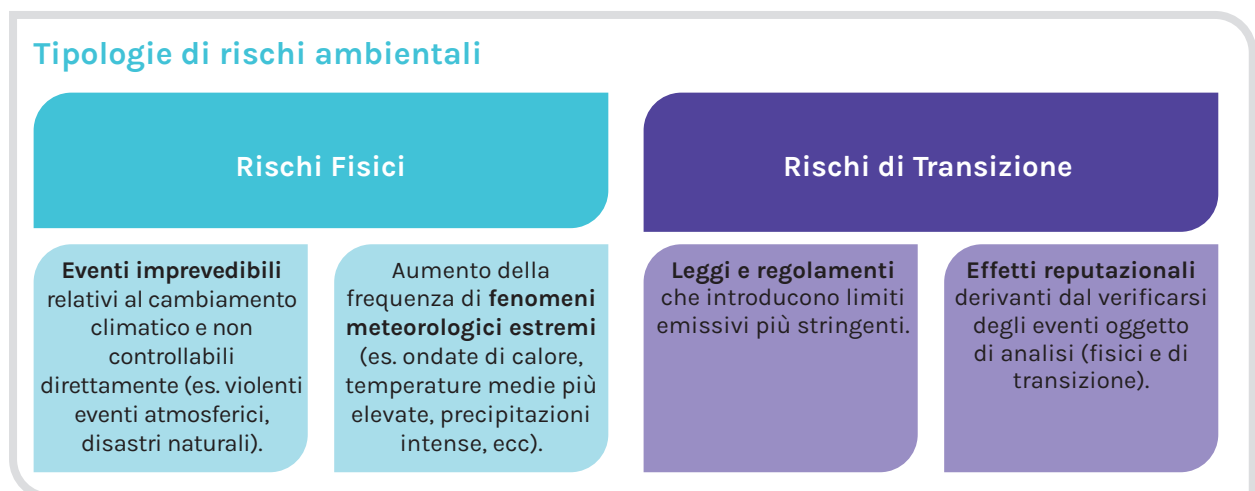 Tipologie di rischi ambientali
Rischi Fisici
Eventi imprevedibili
relativi al cambiamento
climatico e non
controllabili
direttamente (es. violenti
eventi atmosferici,
disastri naturali).
Aumento della
frequenza di fenomeni
meteorologici estremi
(es. ondate di calore,
temperature medie più
elevate, precipitazioni
intense, ecc).
Rischi di Transizione
Leggi e regolamenti
che introducono limiti
emissivi più stringenti.
Effetti reputazionali
derivanti dal verificarsi
degli eventi oggetto
di analisi (fisici e di
transizione).